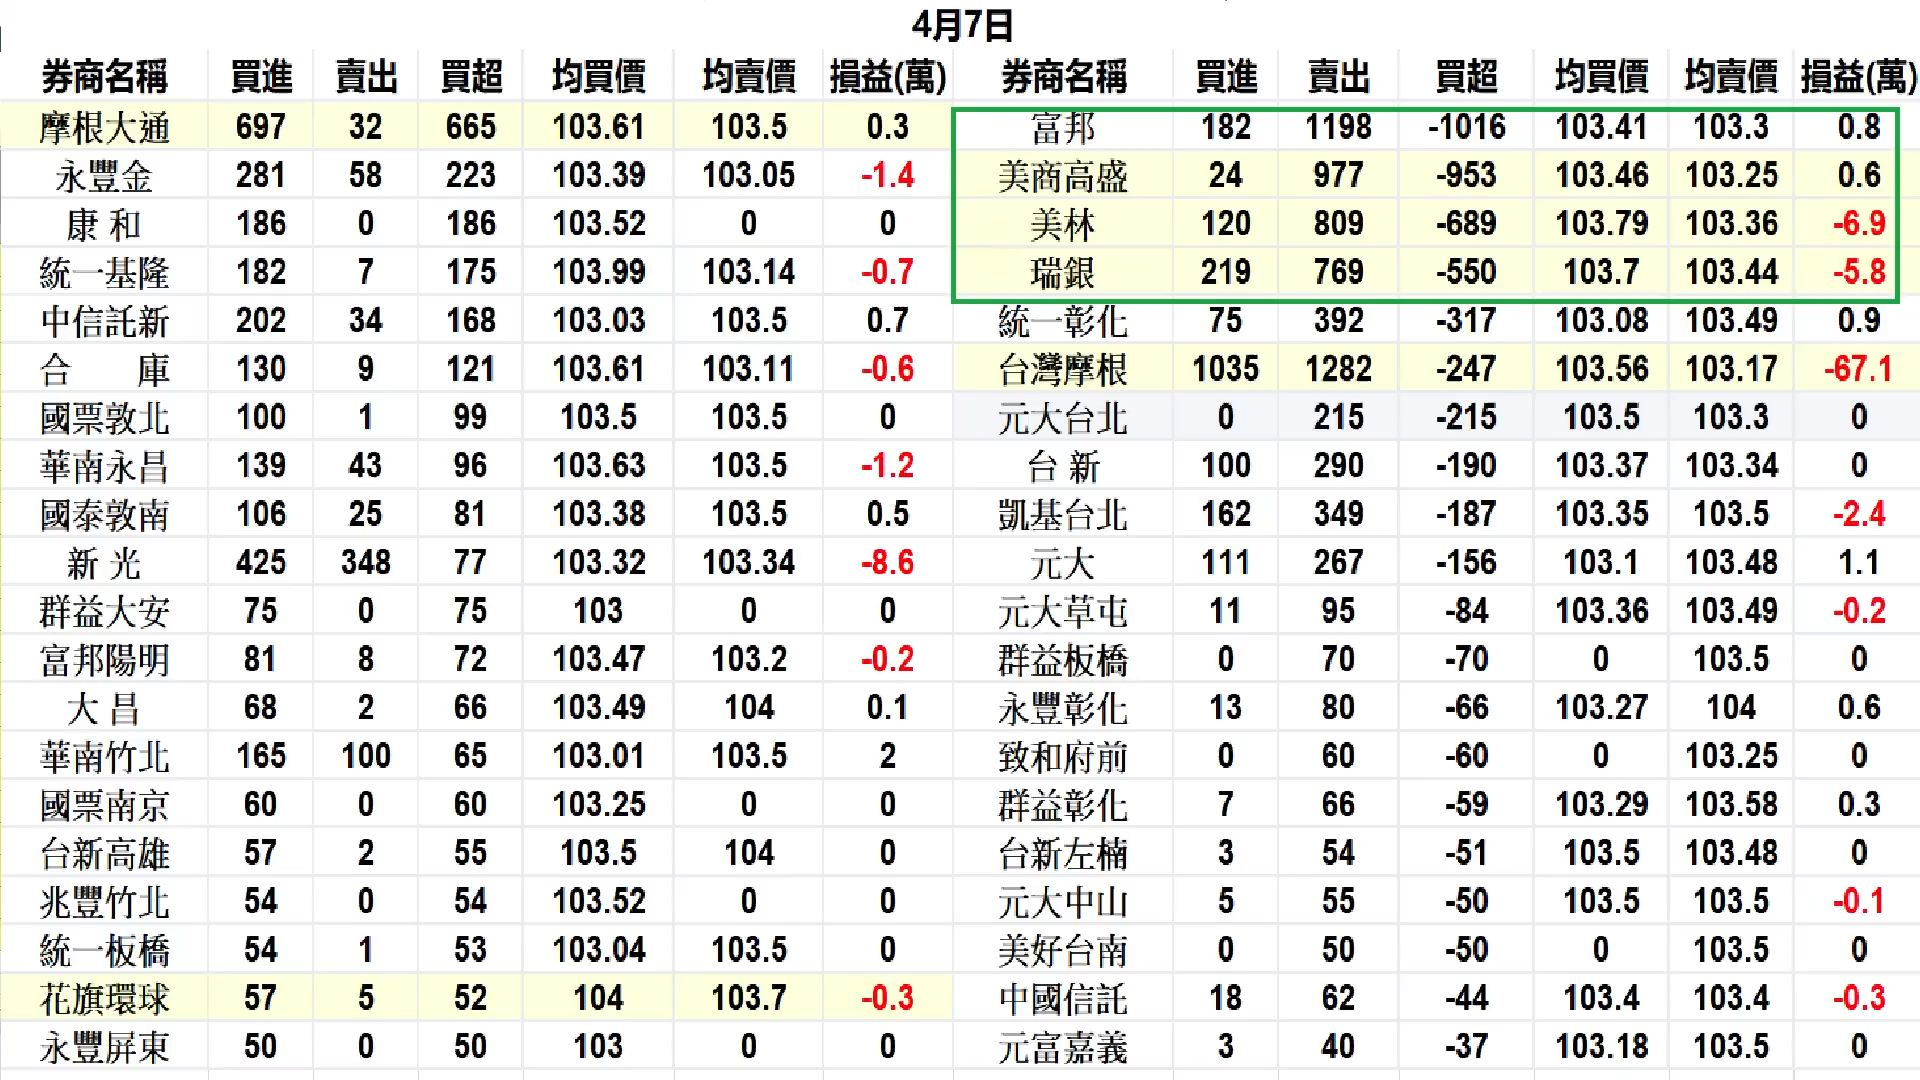 4月7日
券商名稱 買進 賣出 買超 均買價 均賣價 損益(萬) 券商名稱 買進 賣出 買超 均買價 均賣價 損益(萬)
摩根大通 697 32 665 103.61 103.5 0.3 富邦 182 1198 -1016 103.41 103.3 0.8
永豐金 281 58 223 103.39 103.05 -1.4 美商高盛 24 977 -953 103.46 103.25 0.6
康 和 186 0 186 103.52 0 0 美林 120 809 -689 103.79 103.36 -6.9
統一基隆 182 7 175 103.99 103.14 -0.7 瑞銀 219 769 -550 103.7 103.44 -5.8
中信託新 202 34 168 103.03 103.5 0.7 統一彰化 75 392 -317 103.08 103.49 0.9
合 庫 130 9 121 103.61 103.11 -0.6 台灣摩根 1035 1282 -247 103.56 103.17 -67.1
國票敦北 100 1 99 103.5 103.5 0 元大台北 0 215 -215 103.5 103.3 0
華南永昌 139 43 96 103.63 103.5 -1.2 台 新 100 290 -190 103.37 103.34 0
國泰敦南 106 25 81 103.38 103.5 0.5 凱基台北 162 349 -187 103.35 103.5 -2.4
新 光 425 348 77 103.32 103.34 -8.6 元大 111 267 -156 103.1 103.48 1.1
群益大安 75 0 75 103 0 0 元大草屯 11 95 -84 103.36 103.49 -0.2
富邦陽明 81 8 72 103.47 103.2 -0.2 群益板橋 0 70 -70 0 103.5 0
大 昌 68 2 66 103.49 104 0.1 永豐彰化 13 80 -66 103.27 104 0.6
華南竹北 165 100 65 103.01 103.5 2 致和府前 0 60 -60 0 103.25 0
國票南京 60 0 60 103.25 0 0 群益彰化 7 66 -59 103.29 103.58 0.3
台新高雄 57 2 55 103.5 104 0 台新左楠 3 54 -51 103.5 103.48 0
兆豐竹北 54 0 54 103.52 0 0 元大中山 5 55 -50 103.5 103.5 -0.1
統一板橋 54 1 53 103.04 103.5 0 美好台南 0 50 -50 0 103.5 0
花旗環球 57 5 52 104 103.7 -0.3 中國信託 18 62 -44 103.4 103.4 -0.3
永豐屏東 50 0 50 103 0 0 元富嘉義 3 40 -37 103.18 103.5 0